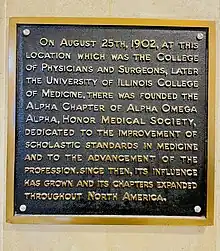 On August 25th, 1902, at this
location which was the College
of Physicians and Surgeons, later
the University of Illinois College
of Medicine, there was founded the
Alpha Chapter of Alpha Omega
Alpha, Honor Medical Society,
dedicated to the improvement of
scholastic standards in medicine
and to the advancement of the
profession. Since then, its influence
has grown and its chapters expanded
throughout North America.